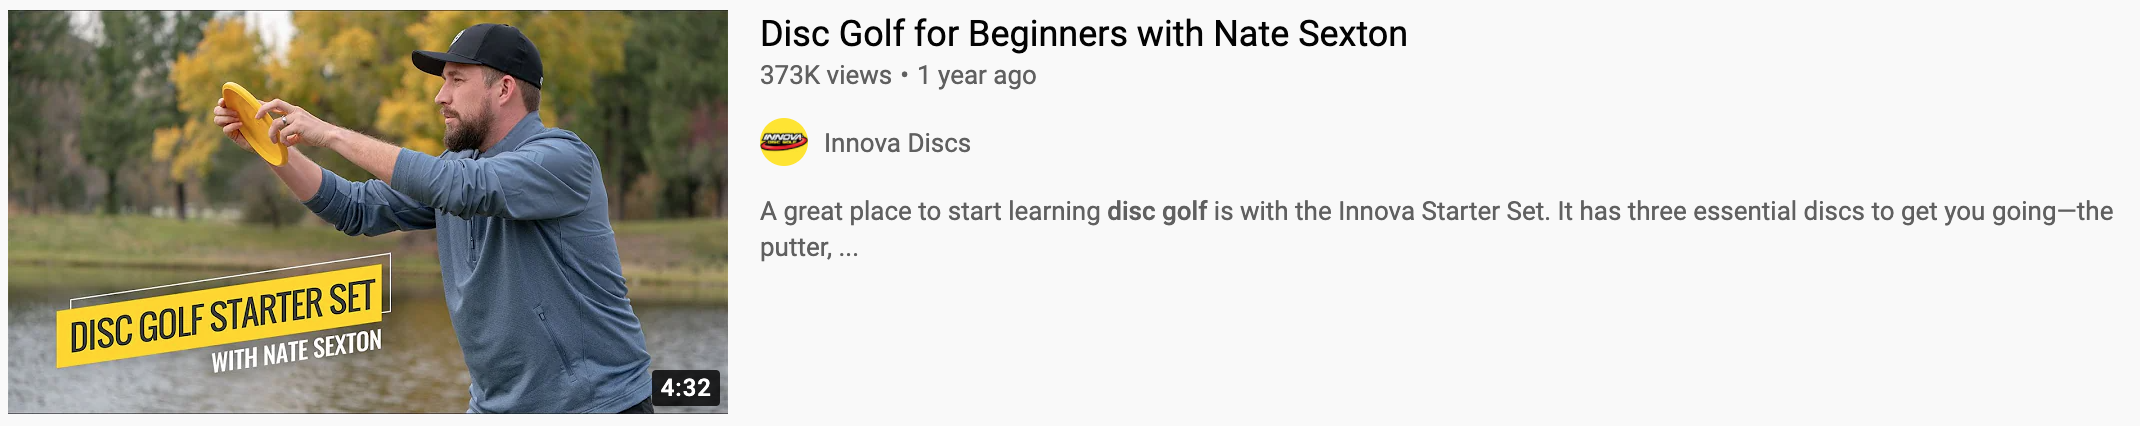 DISC GOLF STARTER SET
WITH NATE SEXTON
4:32
Disc Golf for Beginners with Nate Sexton
373K views • 1 year ago
INNOVA
DISC GOLF
Innova Discs
A great place to start learning disc golf is with the Innova Starter Set. It has three essential discs to get you going—the
putter, ...